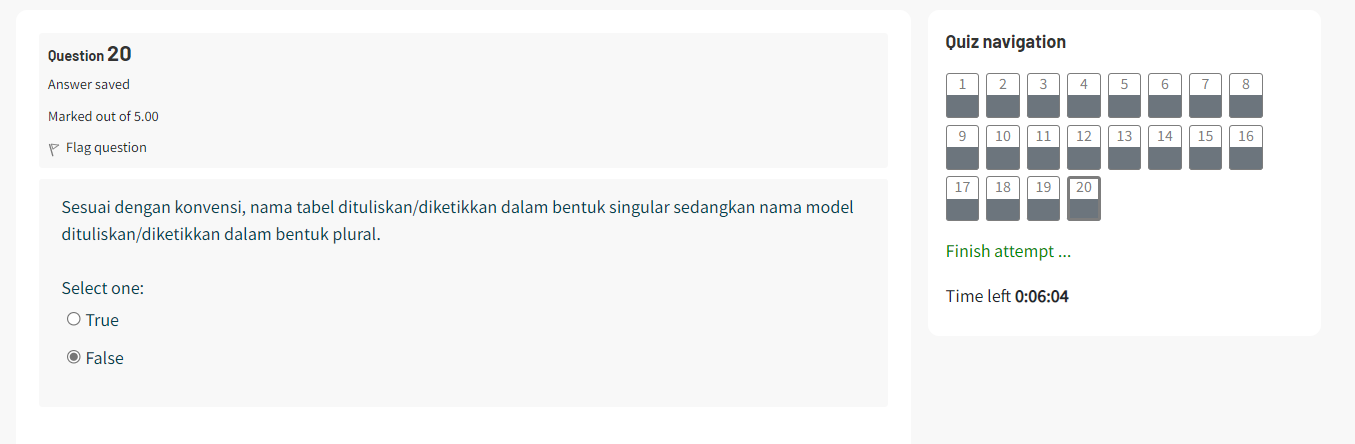 Question 20
Answer saved
Marked out of 5.00
Flag question
Sesuai dengan konvensi, nama tabel dituliskan/diketikkan dalam bentuk singular sedangkan nama model
dituliskan/diketikkan dalam bentuk plural.
Select one:
True
False
Quiz navigation
1 2 3 4 5 6 7 8
9 10 11 12 13 14 15 16
17 18 19 20
Finish attempt ...
Time left 0:06:04